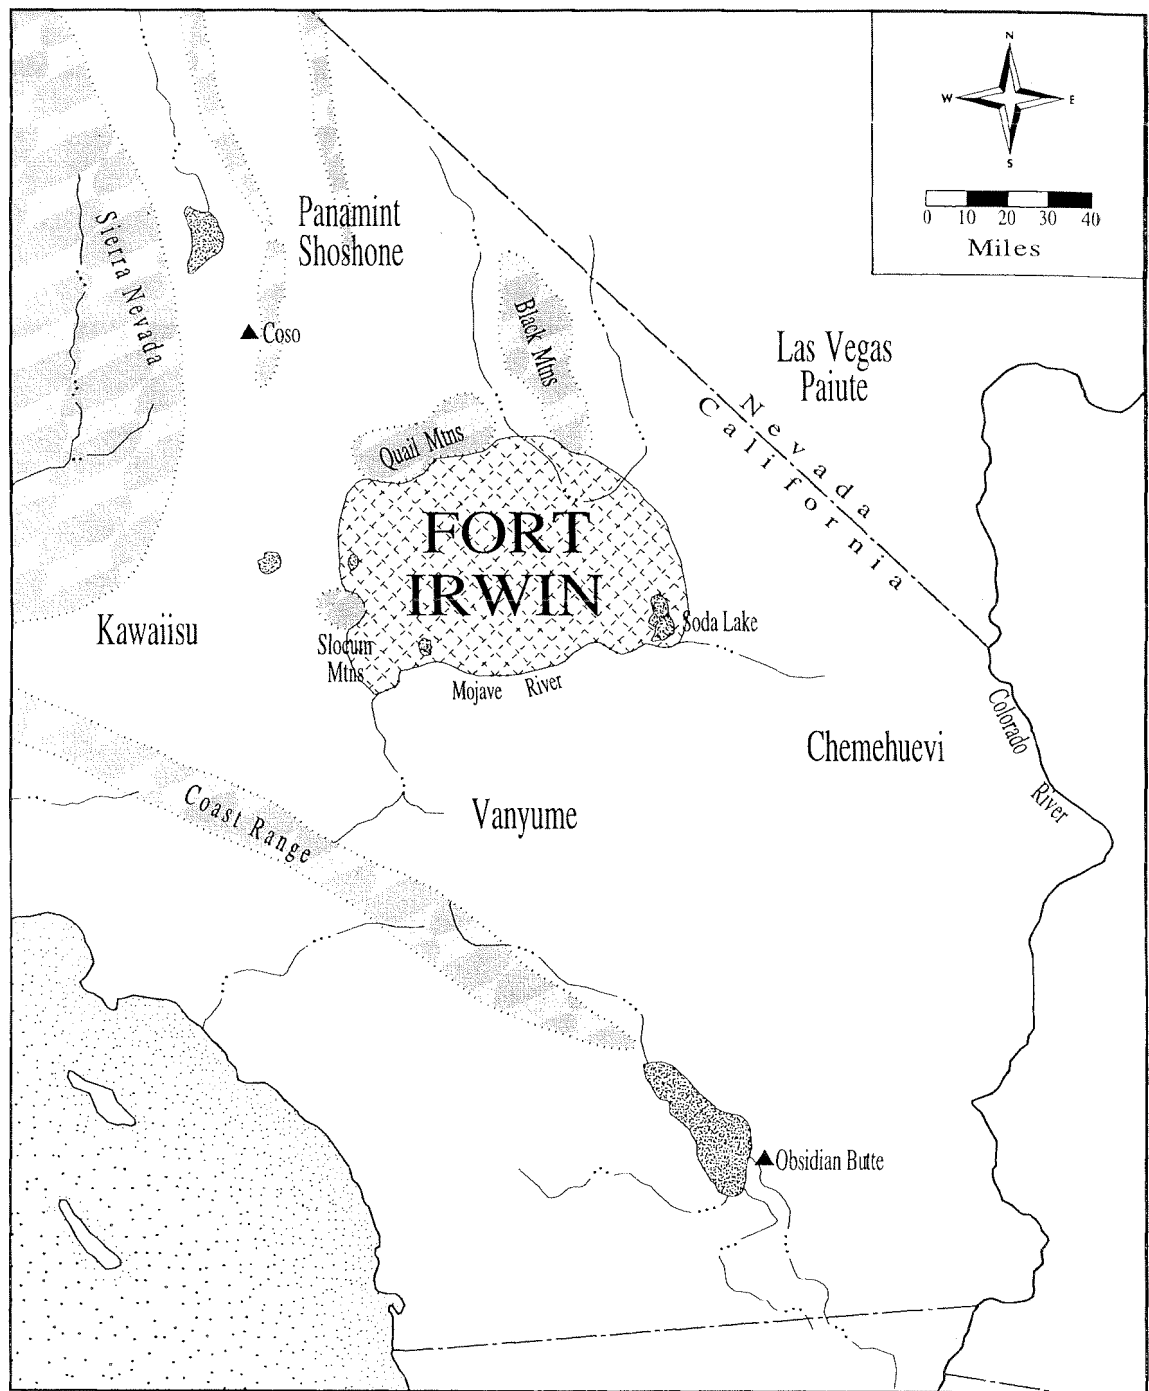 N
W E
S
0 10 20 30 40
Miles
Panamint
Shoshone
Sierra Nevada
Coso
Black Mtns
Las Vegas
Paiute
Nevada
California
Quail Mtns
FORT
IRWIN
Kawaiisu
Soda Lake
Slocum
Mtns
Mojave River
Colorado
River
Chemehuevi
Coast Range
Vanyume
Obsidian Butte